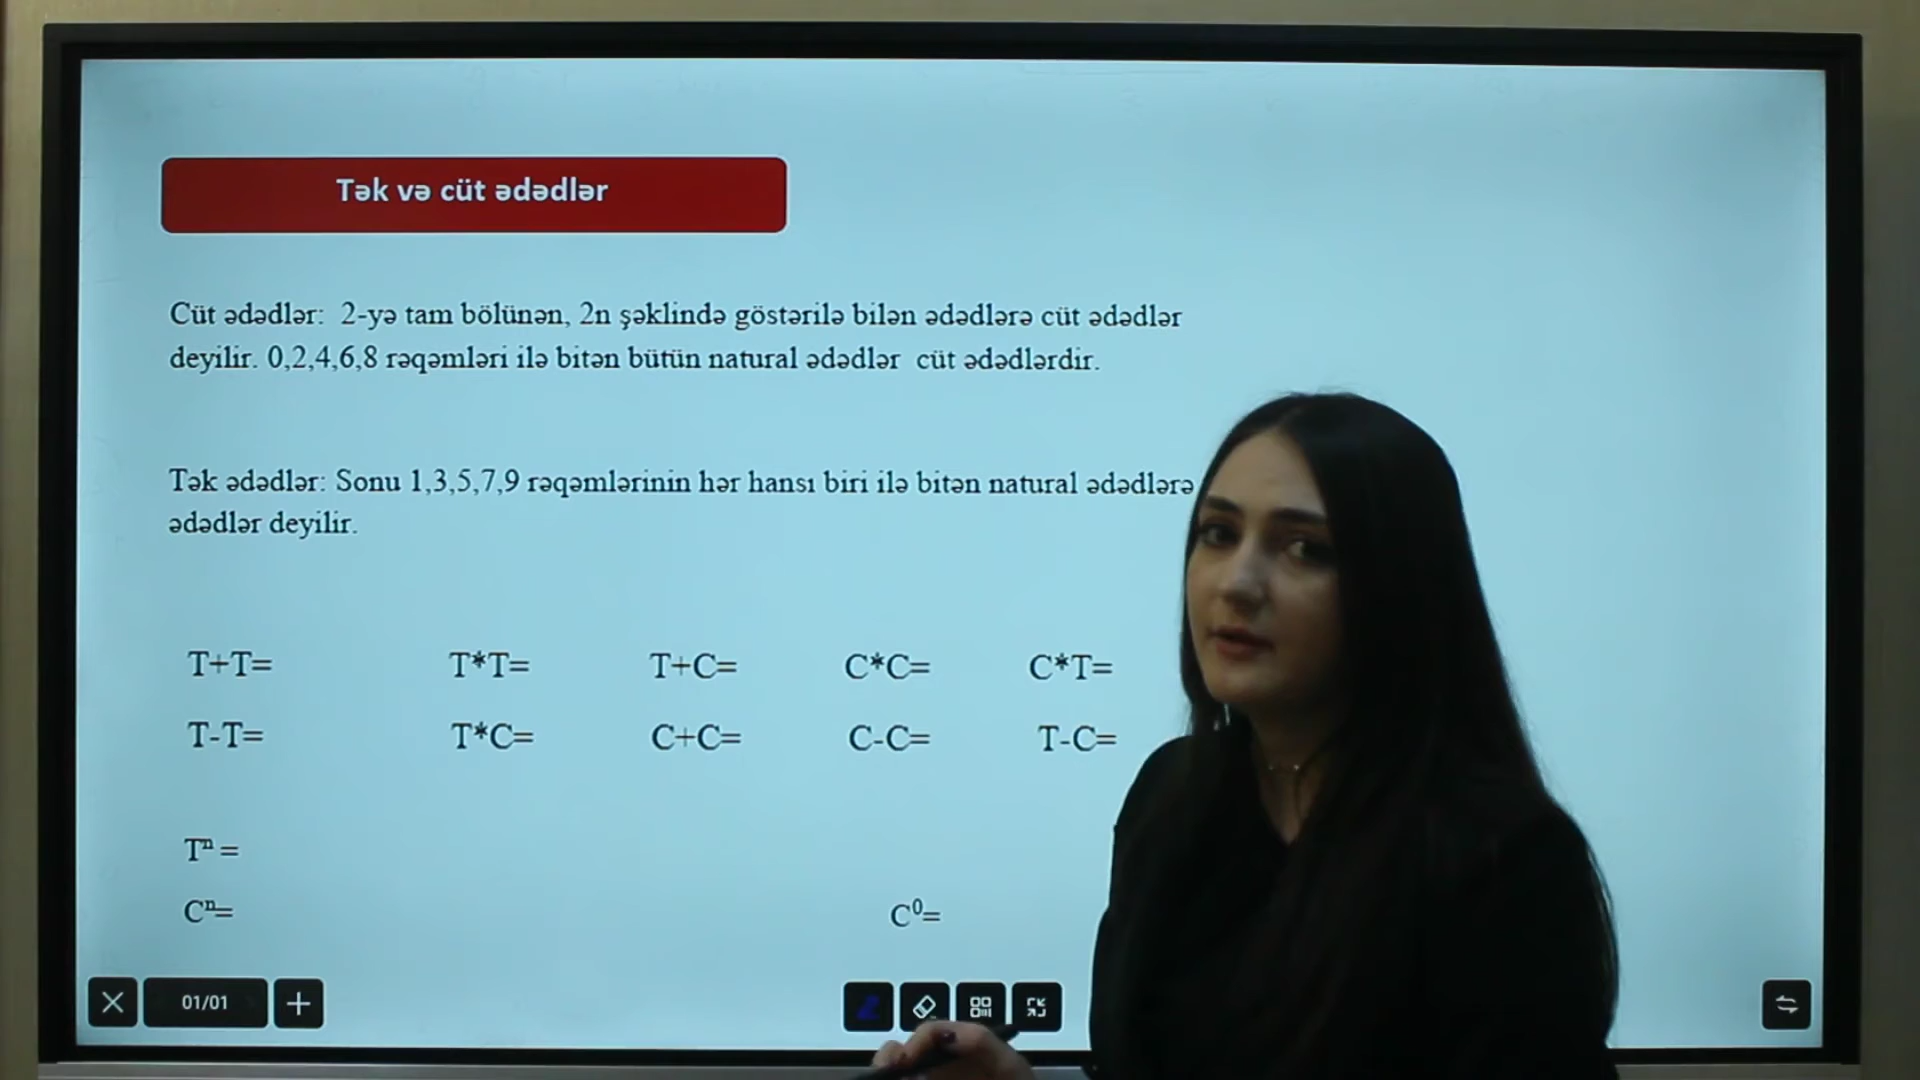 Tək və cüt ədədlər
Cüt ədədlər: 2-yə tam bölünən, 2n şəklində göstərilə bilən ədədlərə cüt ədədlər
deyilir. 0,2,4,6,8 rəqəmləri ilə bitən bütün natural ədədlər cüt ədədlərdir.
Tək ədədlər: Sonu 1,3,5,7,9 rəqəmlərinin hər hansı biri ilə bitən natural ədədlərə
ədədlər deyilir.
T+T= T*T= T+C= C*C= C*T=
T-T= T*C= C+C= C-C= T-C=
Tⁿ =
Cⁿ= C⁰=
01/01